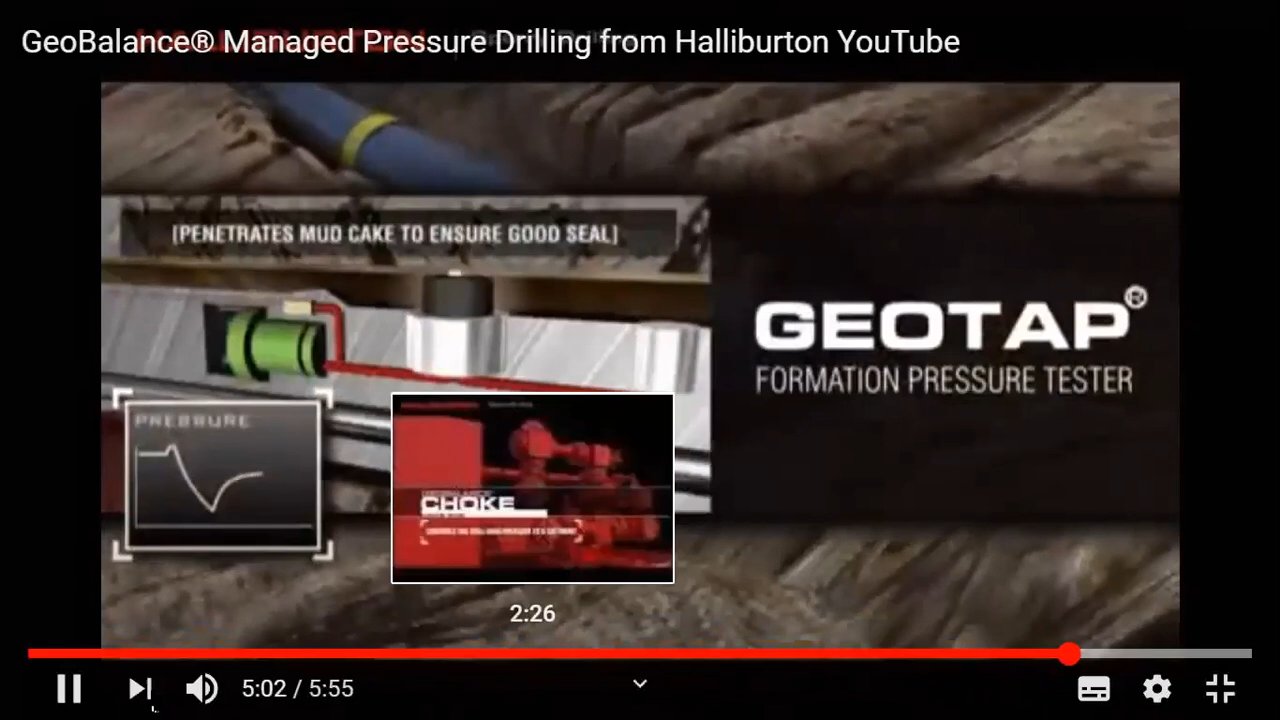 GeoBalance® Managed Pressure Drilling from Halliburton YouTube
[PENETRATES MUD CAKE TO ENSURE GOOD SEAL]
GEOTAP®
FORMATION PRESSURE TESTER
PRESSURE
CHOKE
2:26
5:02 / 5:55